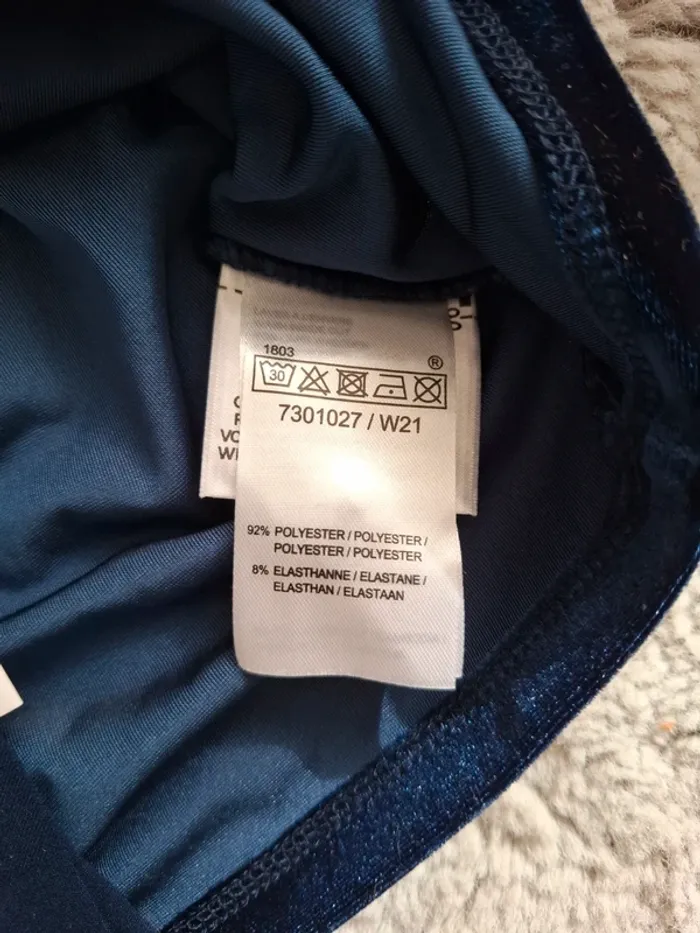 1803
®
30
7301027 / W21
92% POLYESTER / POLYESTER /
POLYESTER / POLYESTER
8% ELASTHANNE / ELASTANE /
ELASTHAN / ELASTAAN